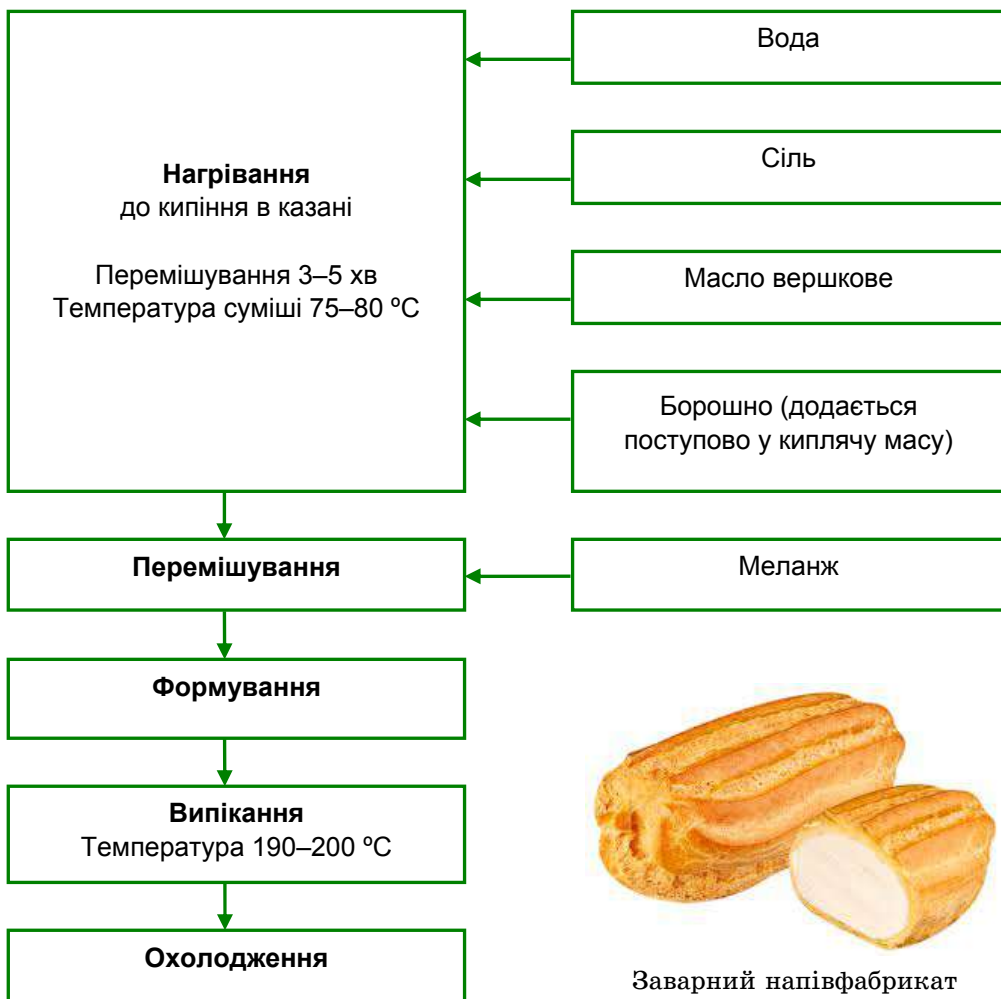 Вода
Сіль
Нагрівання
до кипіння в казані
Перемішування 3–5 хв
Температура суміші 75–80 ºС
Масло вершкове
Борошно (додається
поступово у киплячу масу)
Перемішування
Меланж
Формування
Випікання
Температура 190–200 ºС
Охолодження
Заварний напівфабрикат